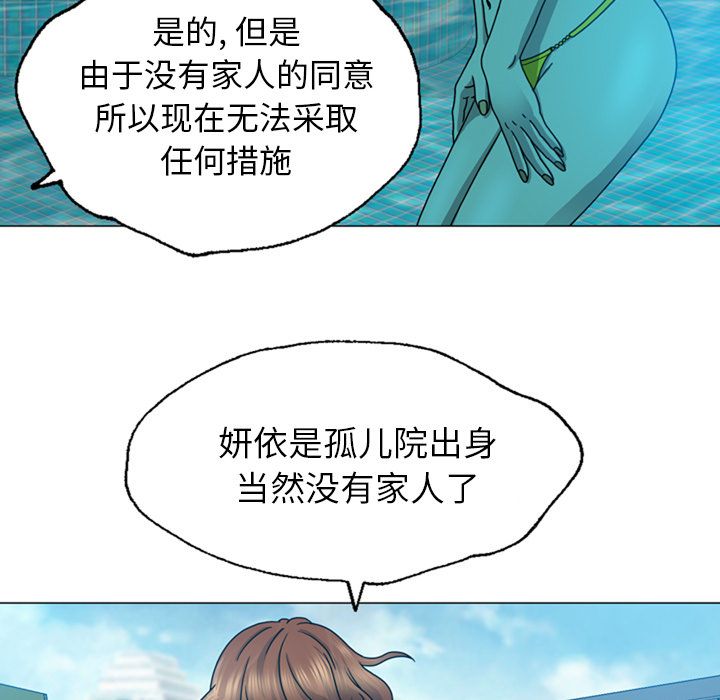 是的, 但是
由于没有家人的同意
所以现在无法采取
任何措施
妍依是孤儿院出身
当然没有家人了